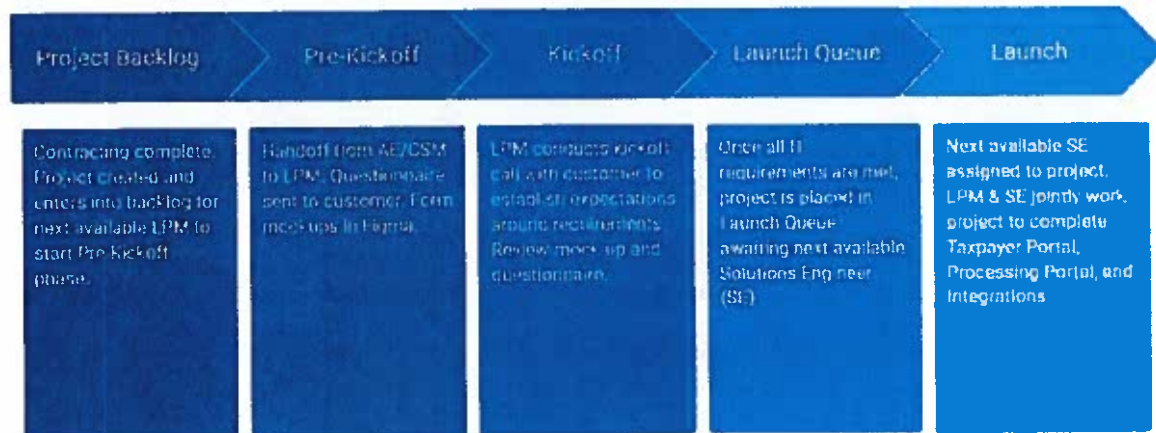 Project Backlog
Pre-Kickoff
Kickoff
Launch Queue
Launch
Contracting complete.
Project created and
enters into backlog for
next available LPM to
start Pre-Kickoff
phase.
Handoff from AE/CSM
to LPM. Questionnaire
sent to customer. Form
mock-ups in Figma.
LPM conducts kickoff
call with customer to
establish expectations
around requirements.
Review mock-up and
questionnaire.
Once all
requirements are met,
project is placed in
Launch Queue
awaiting next available
Solutions Engineer
(SE)
Next available SE
assigned to project.
LPM & SE jointly work
project to complete
Taxpayer Portal,
Processing Portal, and
Integrations